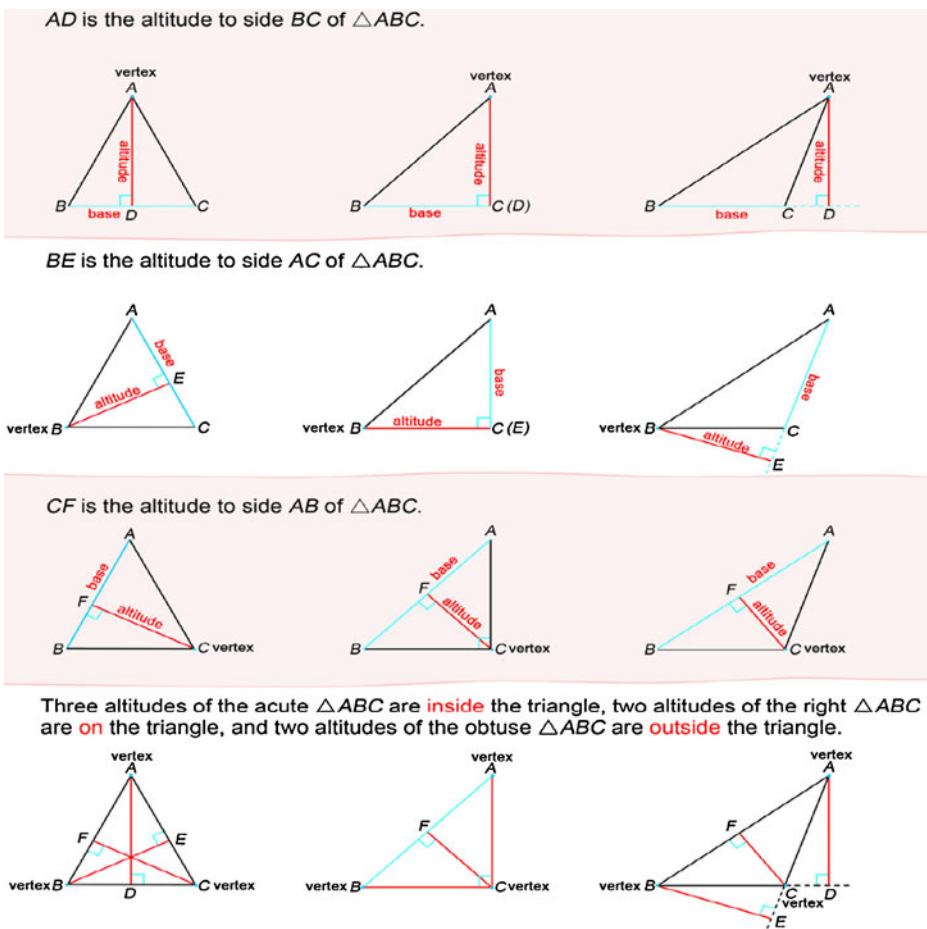 AD is the altitude to side BC of △ABC.
vertex
A
altitude
B
base
D
C
vertex
A
altitude
B
base
C (D)
vertex
A
altitude
B
base
C
D
BE is the altitude to side AC of △ABC.
A
base
E
altitude
vertex B
C
A
base
vertex B
altitude
C (E)
A
base
vertex B
altitude
C
E
CF is the altitude to side AB of △ABC.
A
base
F
altitude
B
C vertex
A
base
F
altitude
B
C vertex
A
base
F
altitude
B
C vertex
Three altitudes of the acute △ABC are inside the triangle, two altitudes of the right △ABC
are on the triangle, and two altitudes of the obtuse △ABC are outside the triangle.
vertex
A
F
E
vertex B
D
C vertex
vertex
A
F
vertex B
C vertex
vertex
A
F
vertex B
C
D
vertex
E